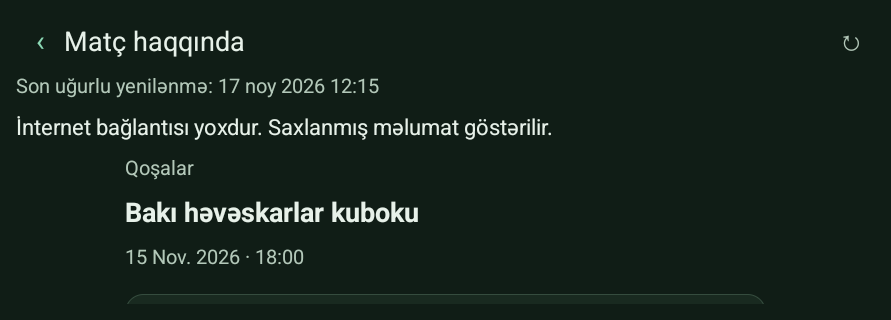 Matç haqqında
Son uğurlu yenilənmə: 17 noy 2026 12:15
İnternet bağlantısı yoxdur. Saxlanmış məlumat göstərilir.
Qoşalar
Bakı həvəskarlar kuboku
15 Nov. 2026 · 18:00